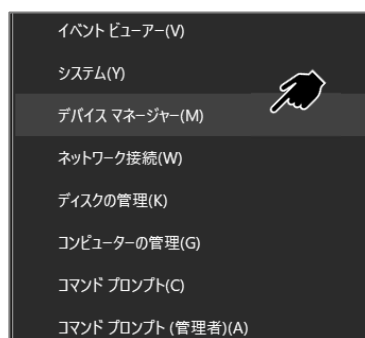 イベント ビューアー(V)
システム(Y)
デバイス マネージャー(M)
ネットワーク接続(W)
ディスクの管理(K)
コンピューターの管理(G)
コマンド プロンプト(C)
コマンド プロンプト (管理者)(A)